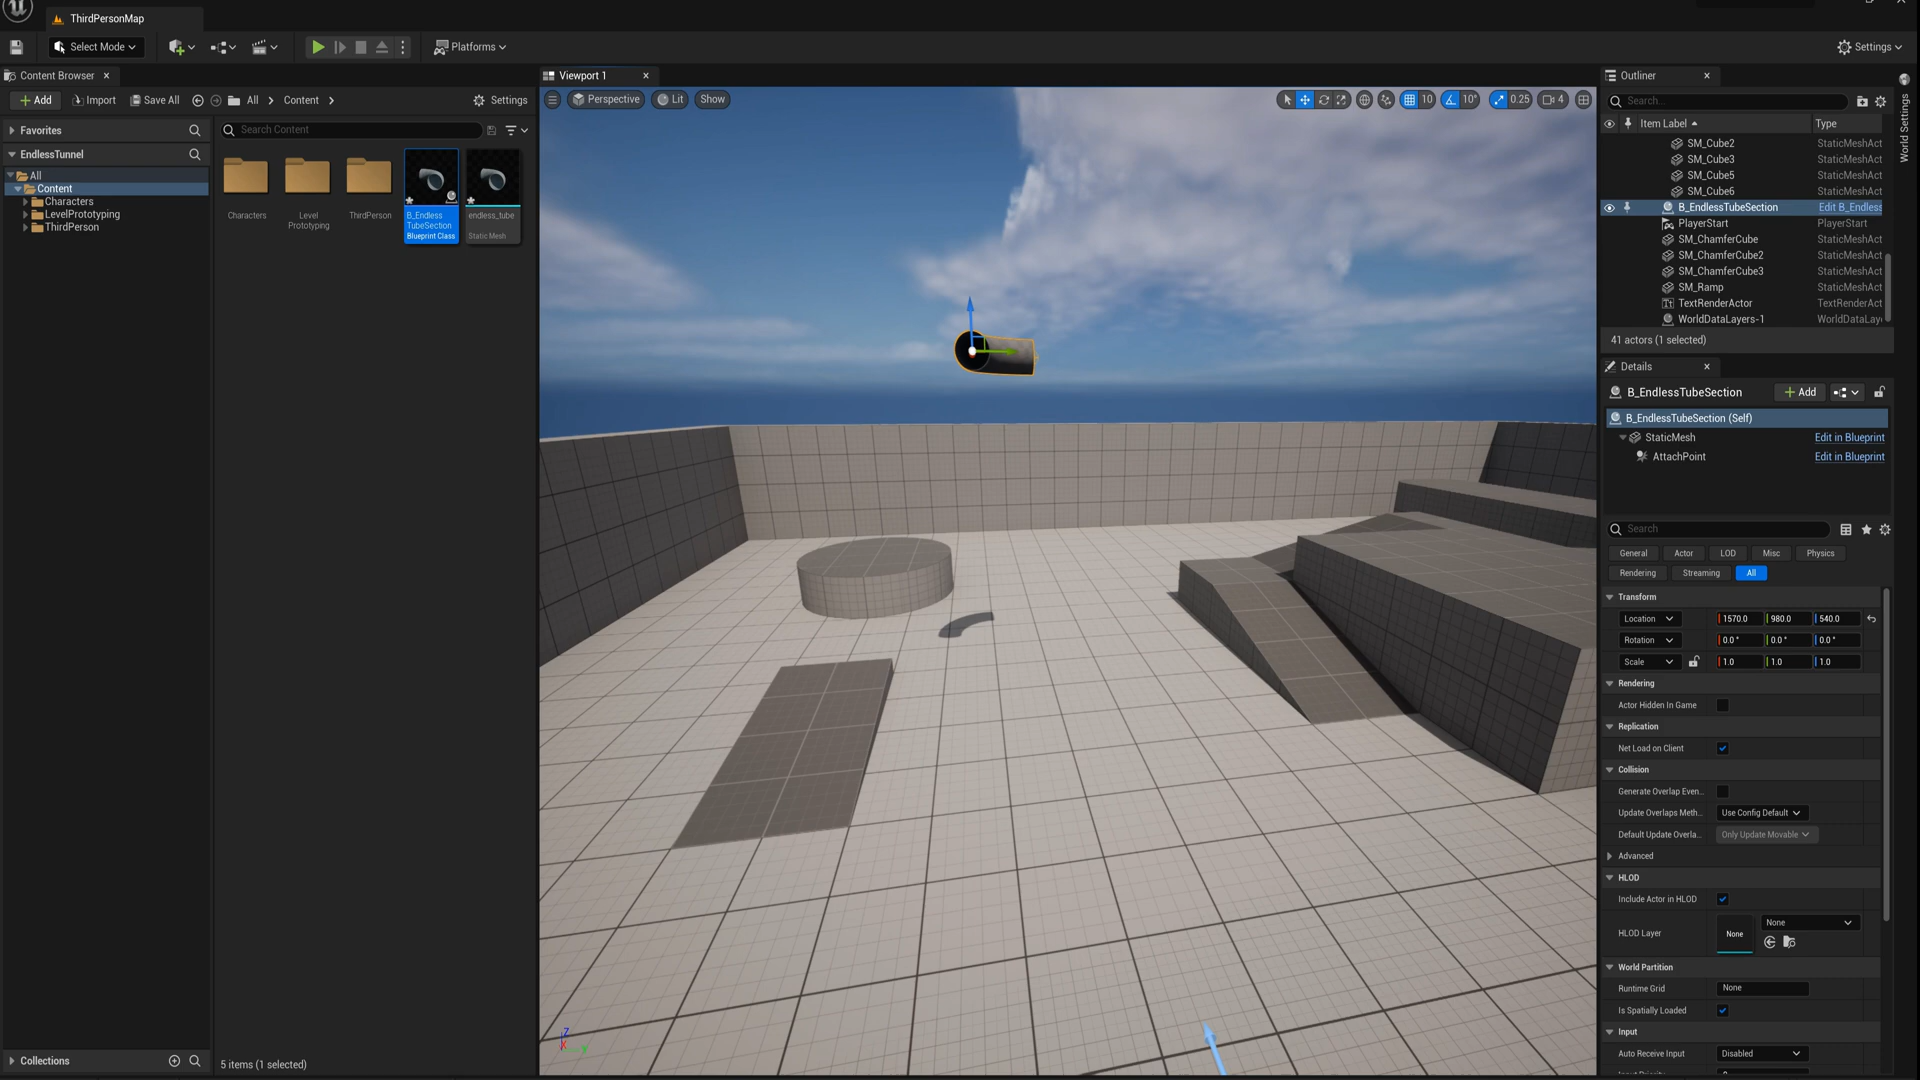 ThirdPersonMap
Select Mode
Platforms
Settings
Content Browser
Add
Import
Save All
All
Content
Settings
Favorites
Search Content
EndlessTunnel
All
Content
Characters
LevelPrototyping
ThirdPerson
Characters
Level
Prototyping
ThirdPerson
B_Endless
TubeSection
Blueprint Class
endless_tube
Static Mesh
Collections
5 items (1 selected)
Viewport 1
Perspective
Lit
Show
10
10°
0.25
4
Z
X
Outliner
Search...
World Settings
Item Label
Type
SM_Cube2
StaticMeshAct
SM_Cube3
StaticMeshAct
SM_Cube5
StaticMeshAct
SM_Cube6
StaticMeshAct
B_EndlessTubeSection
Edit B_Endless
PlayerStart
PlayerStart
SM_ChamferCube
StaticMeshAct
SM_ChamferCube2
StaticMeshAct
SM_ChamferCube3
StaticMeshAct
SM_Ramp
StaticMeshAct
TextRenderActor
TextRenderAct
WorldDataLayers-1
WorldDataLay
41 actors (1 selected)
Details
B_EndlessTubeSection
Add
B_EndlessTubeSection (Self)
StaticMesh
Edit in Blueprint
AttachPoint
Edit in Blueprint
Search
General
Actor
LOD
Misc
Physics
Rendering
Streaming
All
Transform
Location
1570.0
980.0
540.0
Rotation
0.0 °
0.0 °
0.0 °
Scale
1.0
1.0
1.0
Rendering
Actor Hidden In Game
Replication
Net Load on Client
Collision
Generate Overlap Even...
Update Overlaps Meth...
Use Config Default
Default Update Overla...
Only Update Movable
Advanced
HLOD
Include Actor in HLOD
HLOD Layer
None
None
World Partition
Runtime Grid
None
Is Spatially Loaded
Input
Auto Receive Input
Disabled